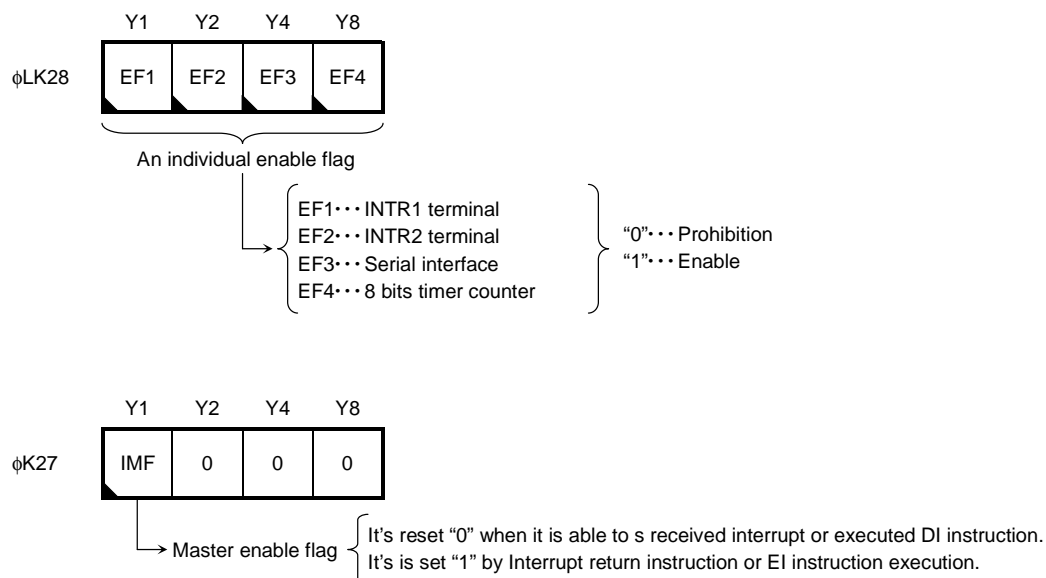 Y1 Y2 Y4 Y8
ϕLK28 EF1 EF2 EF3 EF4
An individual enable flag
EF1··· INTR1 terminal
EF2··· INTR2 terminal
EF3··· Serial interface
EF4··· 8 bits timer counter
“0”··· Prohibition
“1”··· Enable
Y1 Y2 Y4 Y8
ϕK27 IMF 0 0 0
Master enable flag
It’s reset “0” when it is able to s received interrupt or executed DI instruction.
It’s is set “1” by Interrupt return instruction or EI instruction execution.